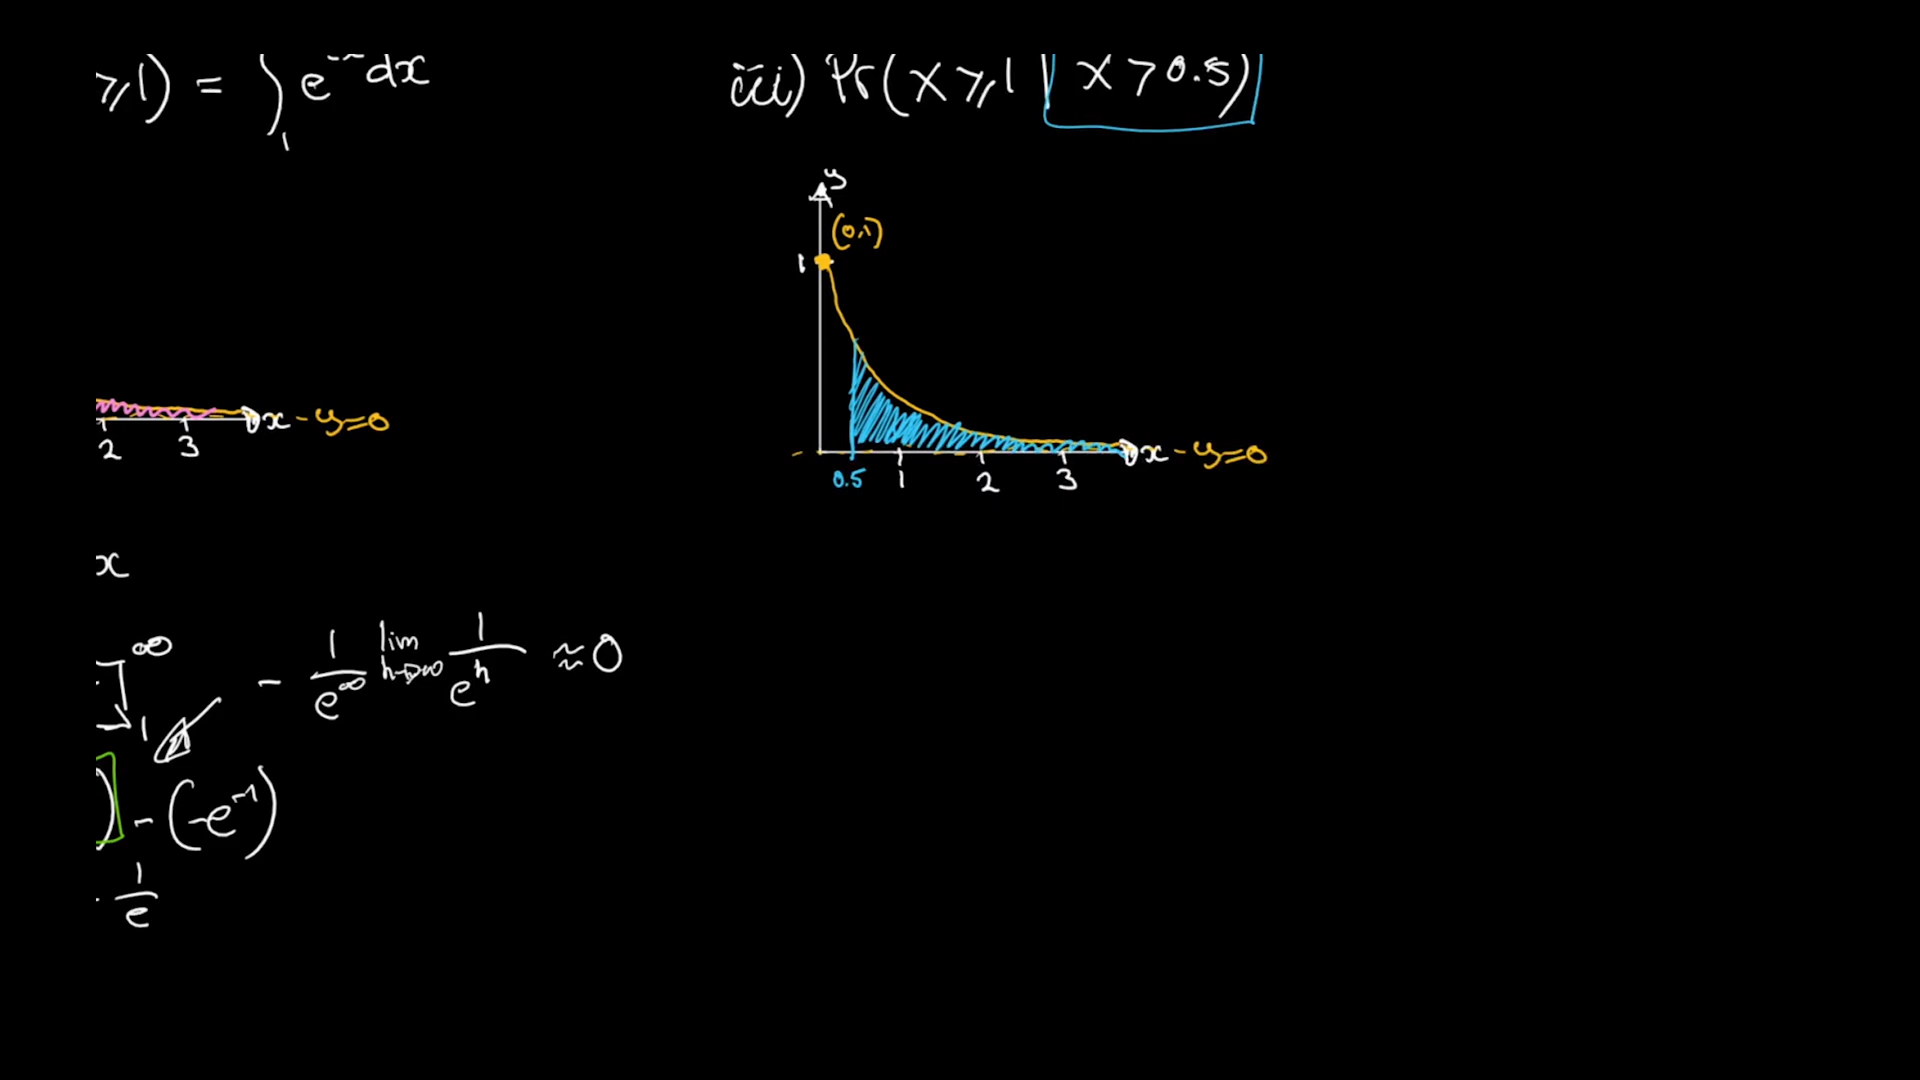 ≥1) = ∫₁ e dx
2 3 x - y=0
x
]₁^∞ - 1/e^∞ lim h→∞ 1/e^h ≈ 0
) - (-e^-1)
1/e
iii) Pr(X ≥ 1 | X > 0.5)
y
(0,1)
1
0.5 1 2 3 x - y=0